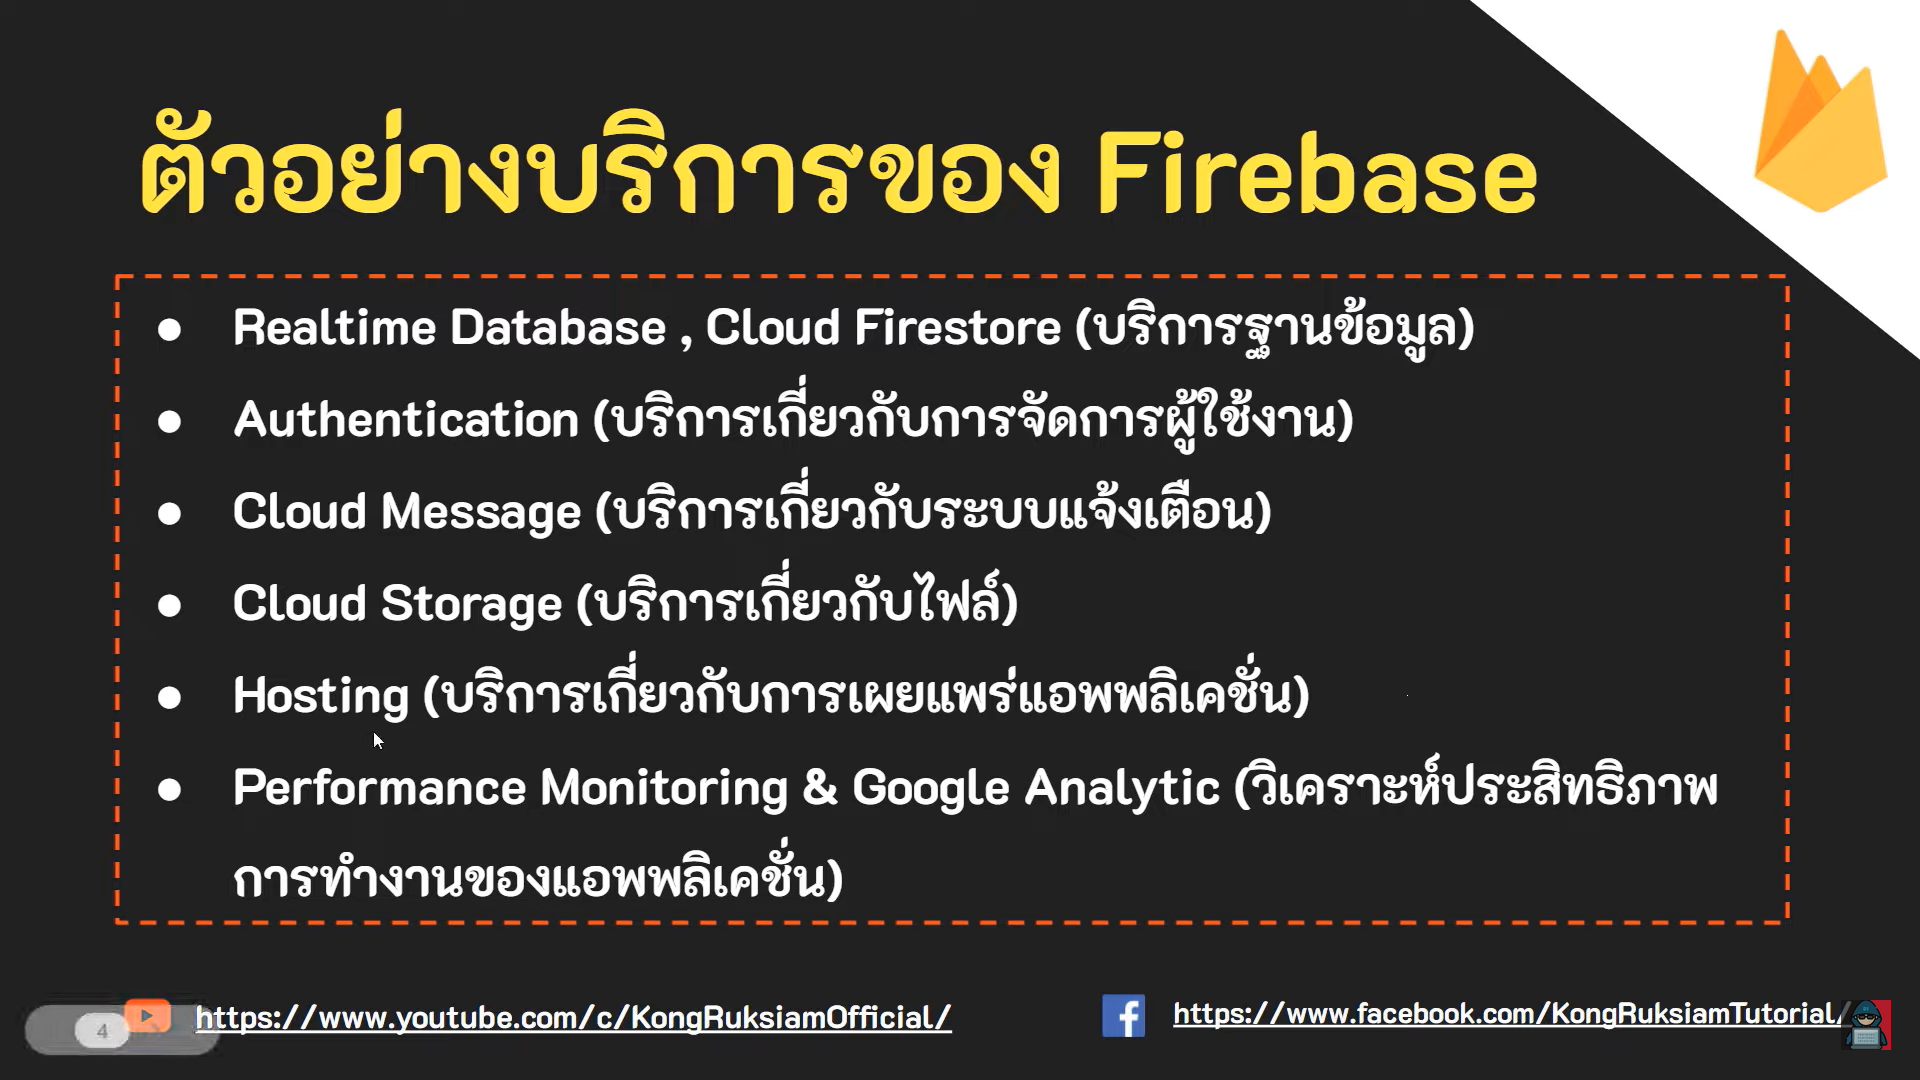 ตัวอย่างบริการของ Firebase
● Realtime Database , Cloud Firestore (บริการฐานข้อมูล)
● Authentication (บริการเกี่ยวกับการจัดการผู้ใช้งาน)
● Cloud Message (บริการเกี่ยวกับระบบแจ้งเตือน)
● Cloud Storage (บริการเกี่ยวกับไฟล์)
● Hosting (บริการเกี่ยวกับการเผยแพร่แอพพลิเคชั่น)
● Performance Monitoring & Google Analytic (วิเคราะห์ประสิทธิภาพ
การทำงานของแอพพลิเคชั่น)
4
https://www.youtube.com/c/KongRuksiamOfficial/
https://www.facebook.com/KongRuksiamTutorial/